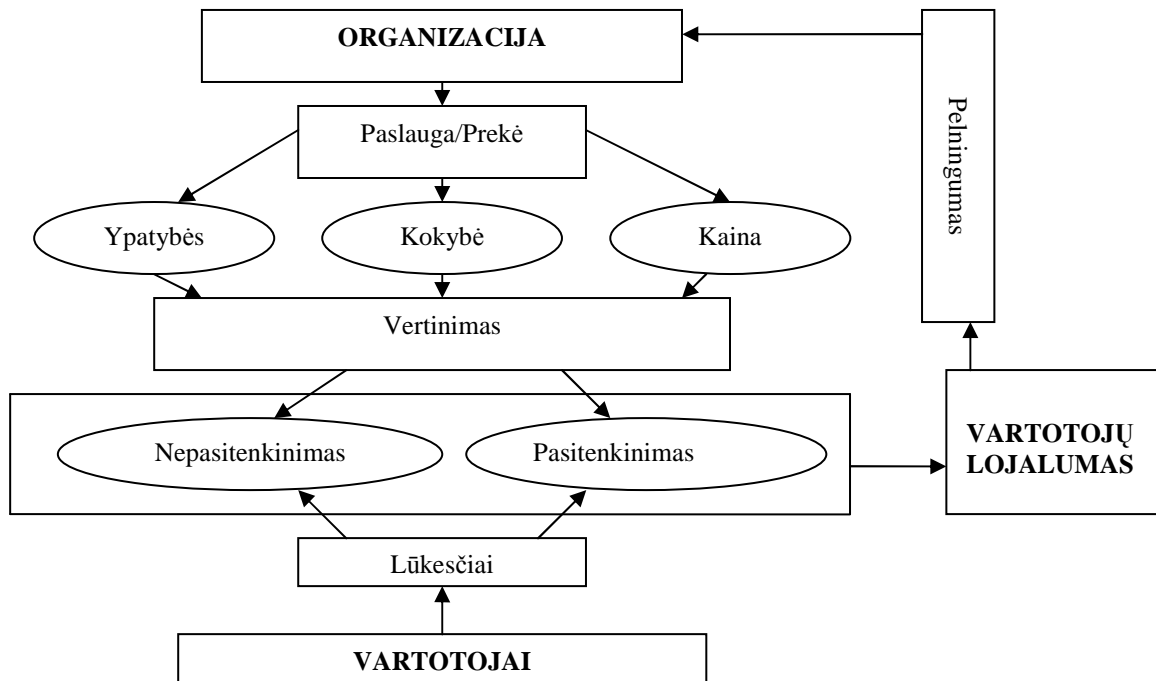 ORGANIZACIJA
Paslauga/Prekė
Pelningumas
Ypatybės
Kokybė
Kaina
Vertinimas
Nepasitenkinimas
Pasitenkinimas
VARTOTOJŲ
LOJALUMAS
Lūkesčiai
VARTOTOJAI